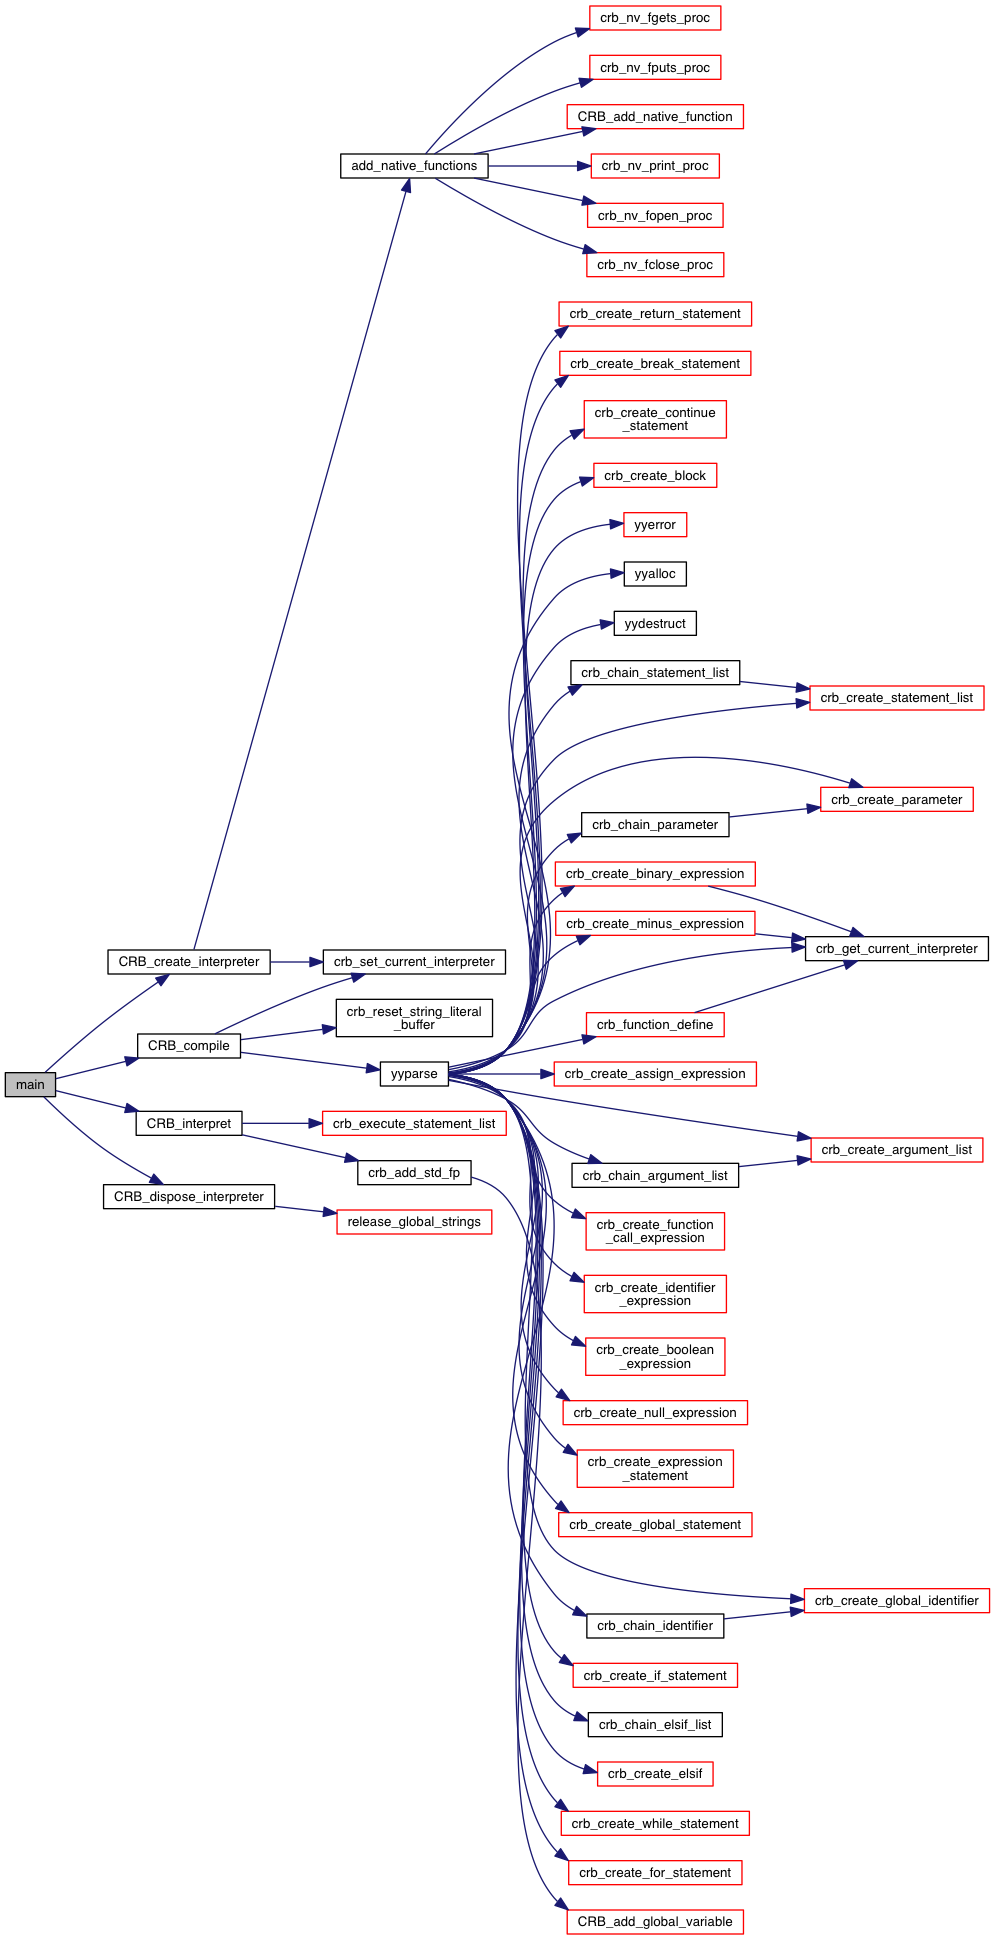 crb_nv_fgets_proc
crb_nv_fputs_proc
CRB_add_native_function
add_native_functions
crb_nv_print_proc
crb_nv_fopen_proc
crb_nv_fclose_proc
crb_create_return_statement
crb_create_break_statement
crb_create_continue
_statement
crb_create_block
yyerror
yyalloc
yydestruct
crb_chain_statement_list
crb_create_statement_list
crb_create_parameter
crb_chain_parameter
crb_create_binary_expression
crb_create_minus_expression
crb_get_current_interpreter
CRB_create_interpreter
crb_set_current_interpreter
crb_reset_string_literal
_buffer
crb_function_define
CRB_compile
yyparse
crb_create_assign_expression
main
CRB_interpret
crb_execute_statement_list
crb_create_argument_list
crb_add_std_fp
crb_chain_argument_list
CRB_dispose_interpreter
release_global_strings
crb_create_function
_call_expression
crb_create_identifier
_expression
crb_create_boolean
_expression
crb_create_null_expression
crb_create_expression
_statement
crb_create_global_statement
crb_create_global_identifier
crb_chain_identifier
crb_create_if_statement
crb_chain_elsif_list
crb_create_elsif
crb_create_while_statement
crb_create_for_statement
CRB_add_global_variable